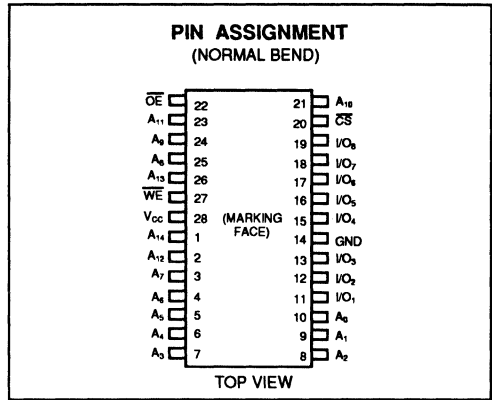 PIN ASSIGNMENT
(NORMAL BEND)
O̅E̅ 22 21 A₁₀
A₁₁ 23 20 C̅S̅
A₉ 24 19 I/O₈
A₈ 25 18 I/O₇
A₁₃ 26 17 I/O₆
W̅E̅ 27 16 I/O₅
Vcc 28 (MARKING 15 I/O₄
A₁₄ 1 FACE) 14 GND
A₁₂ 2 13 I/O₃
A₇ 3 12 I/O₂
A₆ 4 11 I/O₁
A₅ 5 10 A₀
A₄ 6 9 A₁
A₃ 7 8 A₂
TOP VIEW